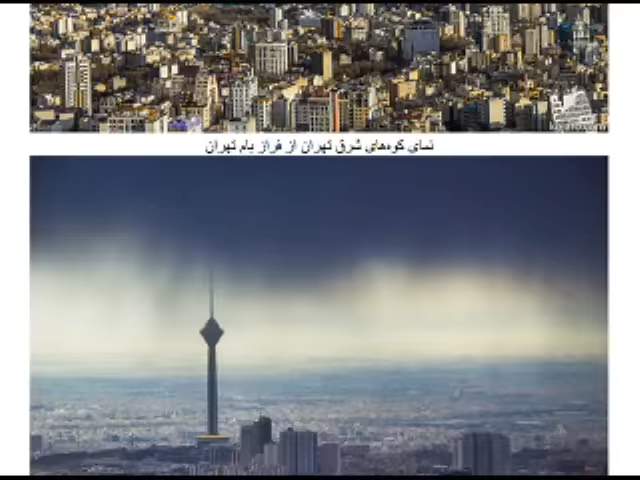 نمای کوه‌های شرق تهران از فراز بام تهران